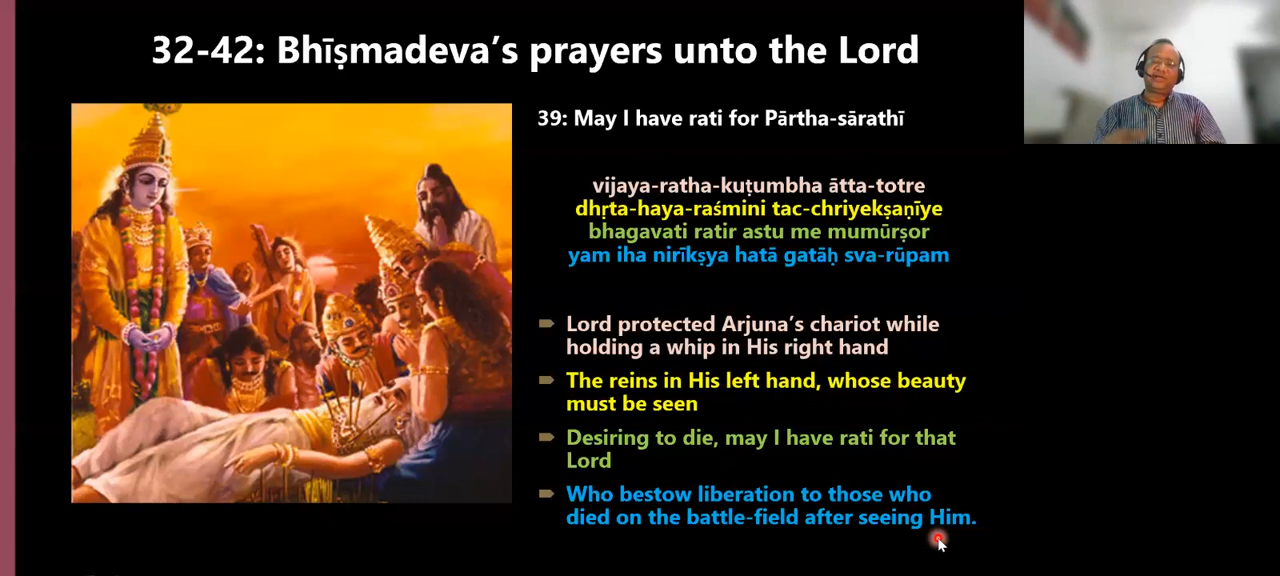 32-42: Bhīṣmadeva’s prayers unto the Lord
39: May I have rati for Pārtha-sārathī
vijaya-ratha-kuṭumbha ātta-totre
dhṛta-haya-raśmini tac-chriyekṣaṇīye
bhagavati ratir astu me mumūrṣor
yam iha nirīkṣya hatā gatāḥ sva-rūpam
Lord protected Arjuna’s chariot while
holding a whip in His right hand
The reins in His left hand, whose beauty
must be seen
Desiring to die, may I have rati for that
Lord
Who bestow liberation to those who
died on the battle-field after seeing Him.